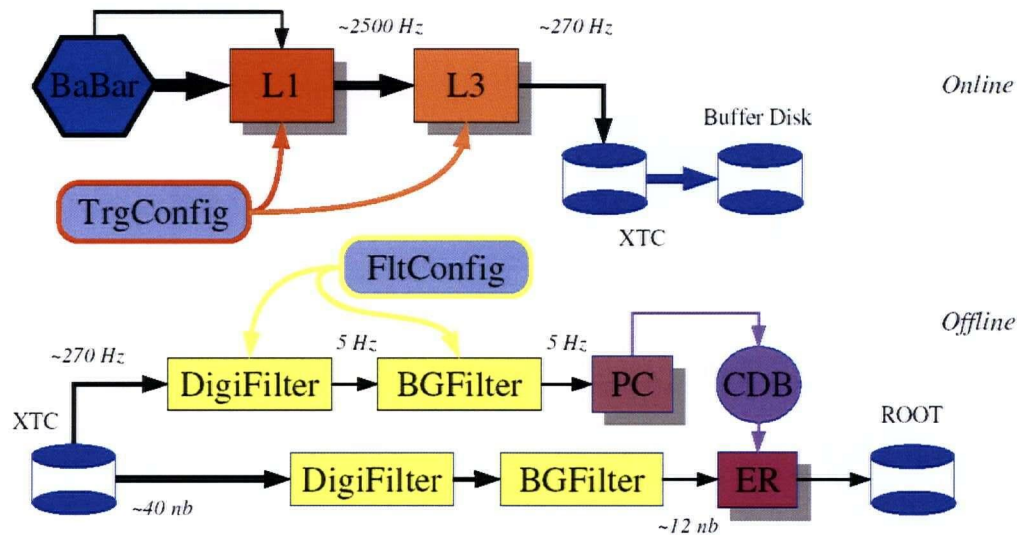 ~2500 Hz
~270 Hz
BaBar
L1
L3
Online
Buffer Disk
TrgConfig
XTC
FltConfig
Offline
~270 Hz
5 Hz
5 Hz
DigiFilter
BGFilter
PC
CDB
XTC
ROOT
DigiFilter
BGFilter
ER
~40 nb
~12 nb